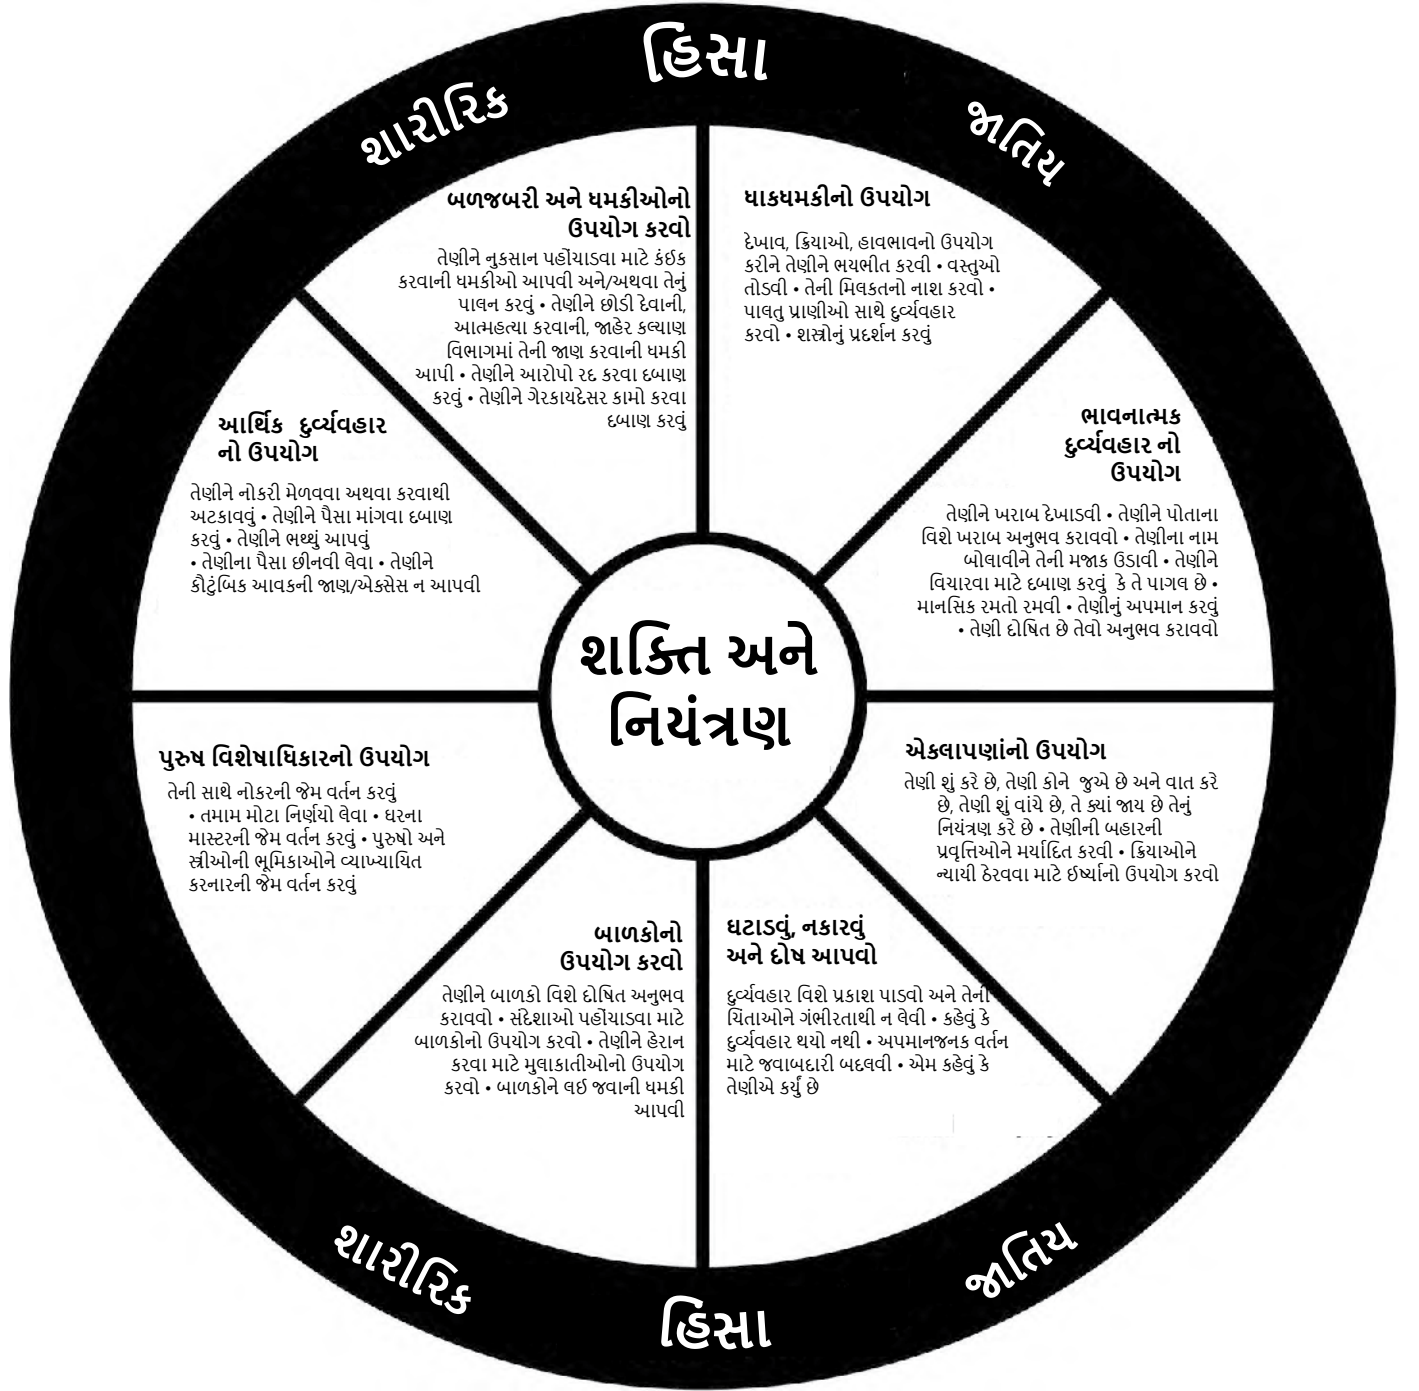 હિંસા
શારીરિક
જાતિય
બળજબરી અને ધમકીઓનો
ઉપયોગ કરવો
તેણીને નુકસાન પહોંચાડવા માટે કંઈક
કરવાની ધમકીઓ આપવી અને/અથવા તેનું
પાલન કરવું • તેણીને છોડી દેવાની,
આત્મહત્યા કરવાની, જાહેર કલ્યાણ
વિભાગમાં તેની જાણ કરવાની ધમકી
આપી • તેણીને આરોપો રદ કરવા દબાણ
કરવું • તેણીને ગેરકાયદેસર કામો કરવા
દબાણ કરવું
ધાકધમકીનો ઉપયોગ
દેખાવ, ક્રિયાઓ, હાવભાવનો ઉપયોગ
કરીને તેણીને ભયભીત કરવી • વસ્તુઓ
તોડવી • તેની મિલકતનો નાશ કરવો •
પાલતુ પ્રાણીઓ સાથે દુર્વ્યવહાર
કરવો • શસ્ત્રોનું પ્રદર્શન કરવું
આર્થિક દુર્વ્યવહાર
નો ઉપયોગ
તેણીને નોકરી મેળવવા અથવા કરવાથી
અટકાવવું • તેણીને પૈસા માંગવા દબાણ
કરવું • તેણીને ભથ્થું આપવું
• તેણીના પૈસા છીનવી લેવા • તેણીને
કૌટુંબિક આવકની જાણ/એક્સેસ ન આપવી
ભાવનાત્મક
દુર્વ્યવહાર નો
ઉપયોગ
તેણીને ખરાબ દેખાડવી • તેણીને પોતાના
વિશે ખરાબ અનુભવ કરાવવો • તેણીના નામ
બોલાવીને તેની મજાક ઉડાવી • તેણીને
વિચારવા માટે દબાણ કરવું કે તે પાગલ છે •
માનસિક રમતો રમવી • તેણીનું અપમાન કરવું
• તેણી દોષિત છે તેવો અનુભવ કરાવવો
શક્તિ અને
નિયંત્રણ
પુરુષ વિશેષાધિકારનો ઉપયોગ
તેની સાથે નોકરની જેમ વર્તન કરવું
• તમામ મોટા નિર્ણયો લેવા • ઘરના
માસ્ટરની જેમ વર્તન કરવું • પુરુષો અને
સ્ત્રીઓની ભૂમિકાઓને વ્યાખ્યાયિત
કરનારની જેમ વર્તન કરવું
એકલાપણાંનો ઉપયોગ
તેણી શું કરે છે, તેણી કોને જુએ છે અને વાત કરે
છે, તેણી શું વાંચે છે, તે ક્યાં જાય છે તેનું
નિયંત્રણ કરે છે • તેણીની બહારની
પ્રવૃત્તિઓને મર્યાદિત કરવી • ક્રિયાઓને
ન્યાયી ઠેરવવા માટે ઈર્ષ્યાનો ઉપયોગ કરવો
બાળકોનો
ઉપયોગ કરવો
તેણીને બાળકો વિશે દોષિત અનુભવ
કરાવવો • સંદેશાઓ પહોંચાડવા માટે
બાળકોનો ઉપયોગ કરવો • તેણીને હેરાન
કરવા માટે મુલાકાતીઓનો ઉપયોગ
કરવો • બાળકોને લઈ જવાની ધમકી
આપવી
ઘટાડવું, નકારવું
અને દોષ આપવો
દુર્વ્યવહાર વિશે પ્રકાશ પાડવો અને તેની
ચિંતાઓને ગંભીરતાથી ન લેવી • કહેવું કે
દુર્વ્યવહાર થયો નથી • અપમાનજનક વર્તન
માટે જવાબદારી બદલવી • એમ કહેવું કે
તેણીએ કર્યું છે
શારીરિક
જાતિય
હિંસા